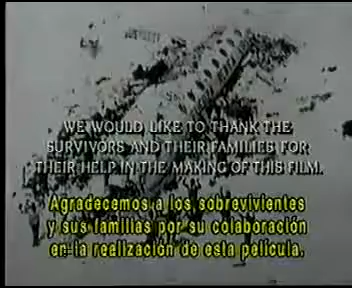 WE WOULD LIKE TO THANK THE
SURVIVORS AND THEIR FAMILIES FOR
THEIR HELP IN THE MAKING OF THIS FILM.
Agradecemos a los sobrevivientes
y sus familias por su colaboración
en la realización de esta película.